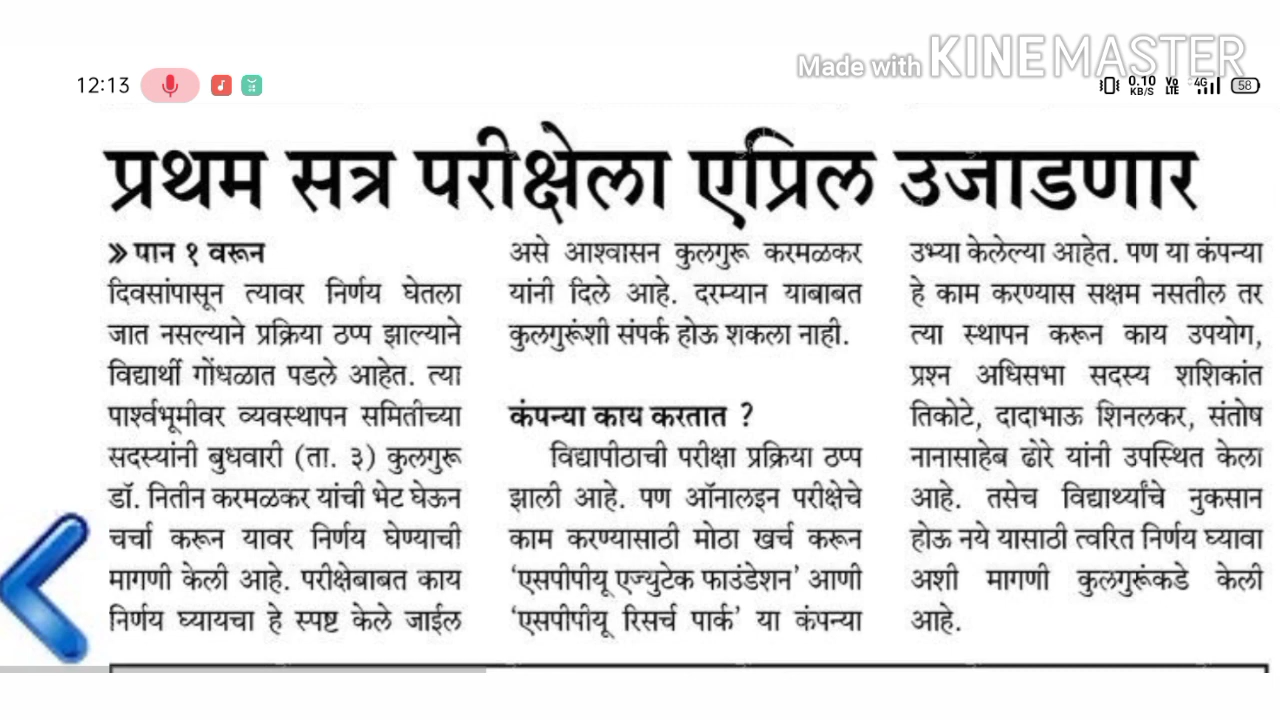 Made with KINEMASTER
12:13
0.10 KB/S Vo LTE 4G 58
प्रथम सत्र परीक्षेला एप्रिल उजाडणार
» पान १ वरून
दिवसांपासून त्यावर निर्णय घेतला
जात नसल्याने प्रक्रिया ठप्प झाल्याने
विद्यार्थी गोंधळात पडले आहेत. त्या
पार्श्वभूमीवर व्यवस्थापन समितीच्या
सदस्यांनी बुधवारी (ता. ३) कुलगुरू
डॉ. नितीन करमळकर यांची भेट घेऊन
चर्चा करून यावर निर्णय घेण्याची
मागणी केली आहे. परीक्षेबाबत काय
निर्णय घ्यायचा हे स्पष्ट केले जाईल
असे आश्वासन कुलगुरू करमळकर
यांनी दिले आहे. दरम्यान याबाबत
कुलगुरूंशी संपर्क होऊ शकला नाही.
कंपन्या काय करतात ?
विद्यापीठाची परीक्षा प्रक्रिया ठप्प
झाली आहे. पण ऑनालइन परीक्षेचे
काम करण्यासाठी मोठा खर्च करून
‘एसपीपीयू एज्युटेक फाउंडेशन’ आणी
‘एसपीपीयू रिसर्च पार्क’ या कंपन्या
उभ्या केलेल्या आहेत. पण या कंपन्या
हे काम करण्यास सक्षम नसतील तर
त्या स्थापन करून काय उपयोग,
प्रश्न अधिसभा सदस्य शशिकांत
तिकोटे, दादाभाऊ शिनलकर, संतोष
नानासाहेब ढोरे यांनी उपस्थित केला
आहे. तसेच विद्यार्थ्यांचे नुकसान
होऊ नये यासाठी त्वरित निर्णय घ्यावा
अशी मागणी कुलगुरूंकडे केली
आहे.